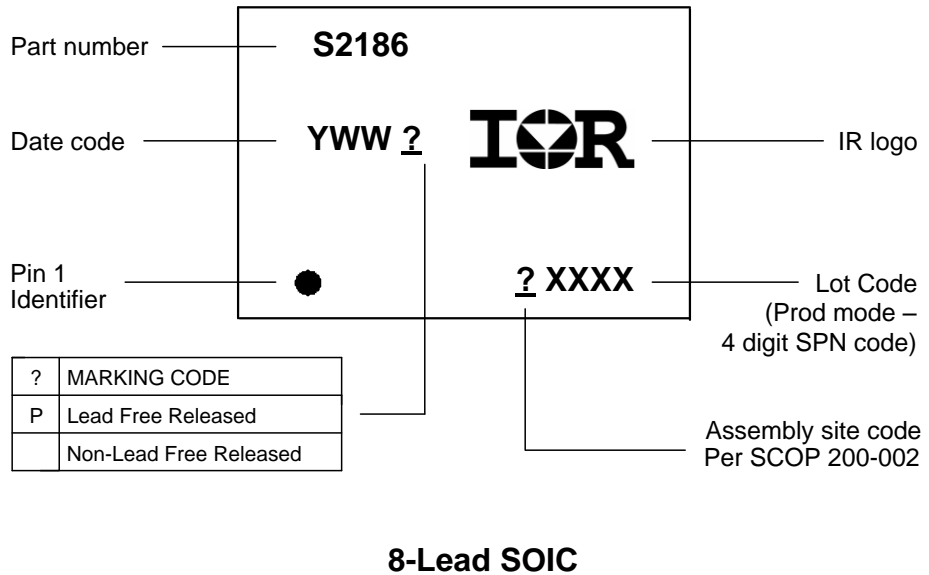 Part number
S2186
Date code
YWW ?
IOR
IR logo
Pin 1
Identifier
? XXXX
Lot Code
(Prod mode –
4 digit SPN code)
? MARKING CODE
P Lead Free Released
Non-Lead Free Released
Assembly site code
Per SCOP 200-002
8-Lead SOIC